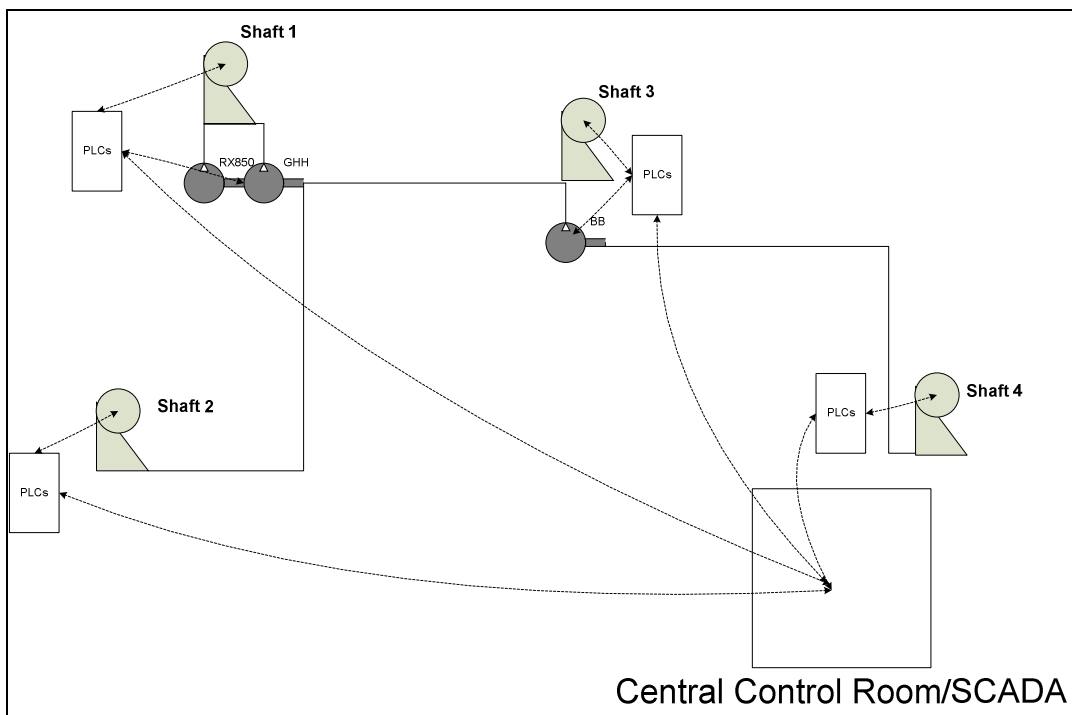 Shaft 1
Shaft 3
PLCs
RX850
GHH
PLCs
BB
Shaft 2
Shaft 4
PLCs
PLCs
Central Control Room/SCADA